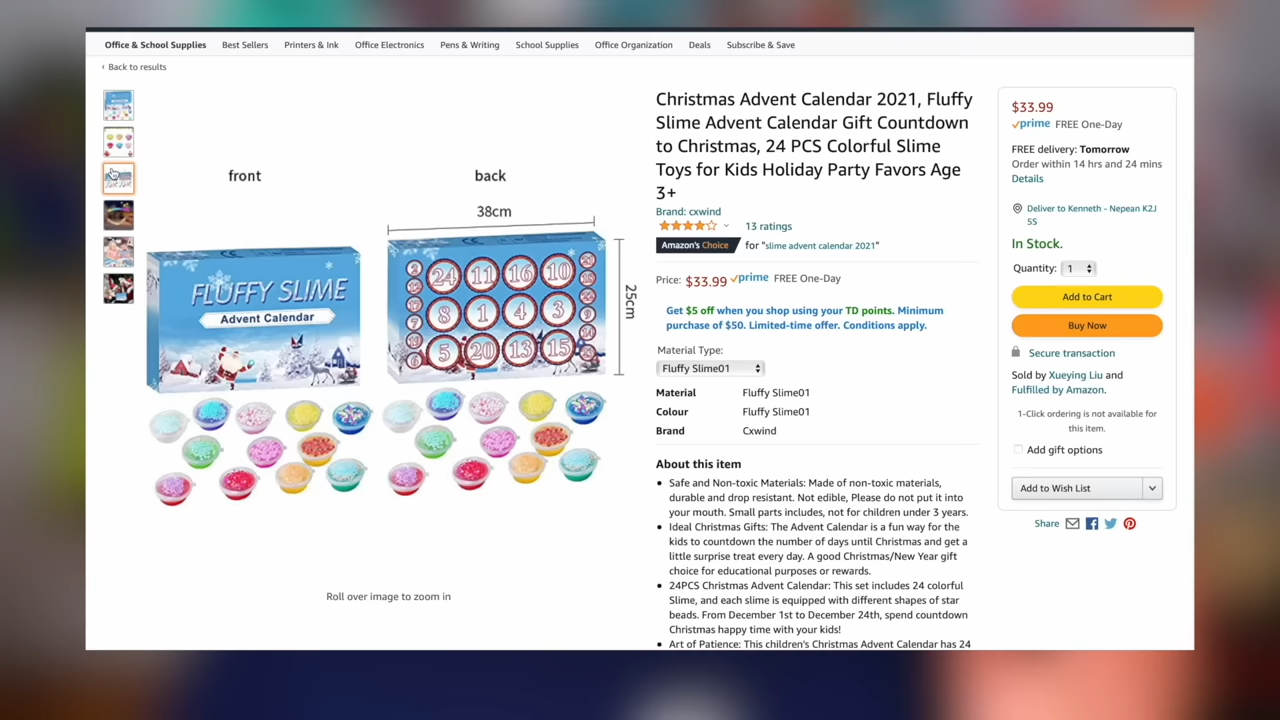 Office & School Supplies Best Sellers Printers & Ink Office Electronics Pens & Writing School Supplies Office Organization Deals Subscribe & Save
‹ Back to results
front back
38cm
25cm
FLUFFY SLIME
Advent Calendar
24 11 16 10
8 1 4 3
5 20 13 15
Roll over image to zoom in
Christmas Advent Calendar 2021, Fluffy
Slime Advent Calendar Gift Countdown
to Christmas, 24 PCS Colorful Slime
Toys for Kids Holiday Party Favors Age
3+
Brand: cxwind
13 ratings
Amazon's Choice for "slime advent calendar 2021"
Price: $33.99 prime FREE One-Day
Get $5 off when you shop using your TD points. Minimum
purchase of $50. Limited-time offer. Conditions apply.
Material Type:
Fluffy Slime01
Material Fluffy Slime01
Colour Fluffy Slime01
Brand Cxwind
About this item
• Safe and Non-toxic Materials: Made of non-toxic materials,
durable and drop resistant. Not edible, Please do not put it into
your mouth. Small parts includes, not for children under 3 years.
• Ideal Christmas Gifts: The Advent Calendar is a fun way for the
kids to countdown the number of days until Christmas and get a
little surprise treat every day. A good Christmas/New Year gift
choice for educational purposes or rewards.
• 24PCS Christmas Advent Calendar: This set includes 24 colorful
Slime, and each slime is equipped with different shapes of star
beads. From December 1st to December 24th, spend countdown
Christmas happy time with your kids!
• Art of Patience: This children's Christmas Advent Calendar has 24
$33.99
prime FREE One-Day
FREE delivery: Tomorrow
Order within 14 hrs and 24 mins
Details
Deliver to Kenneth - Nepean K2J
5S
In Stock.
Quantity: 1
Add to Cart
Buy Now
Secure transaction
Sold by Xueying Liu and
Fulfilled by Amazon.
1-Click ordering is not available for
this item.
Add gift options
Add to Wish List
Share